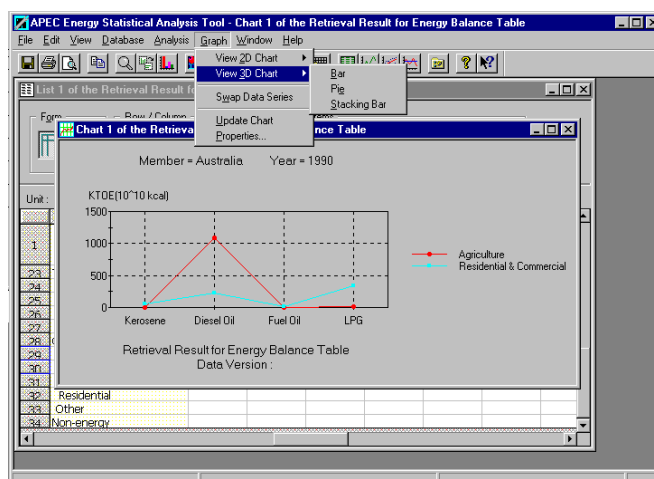 APEC Energy Statistical Analysis Tool - Chart 1 of the Retrieval Result for Energy Balance Table
File Edit View Database Analysis Graph Window Help
View 2D Chart
View 3D Chart
Swap Data Series
Update Chart
Properties...
Bar
Pie
Stacking Bar
List 1 of the Retrieval Result fo
Form Row / Column
Chart 1 of the Retrieva
nce Table
Member = Australia Year = 1990
Unit :
KTOE(10^10 kcal)
1500
1000
500
0
Kerosene Diesel Oil Fuel Oil LPG
Agriculture
Residential & Commercial
Retrieval Result for Energy Balance Table
Data Version :
1
23
24
25
26
27
28
29
30
31
32 Residential
33 Other
34 Non-energy